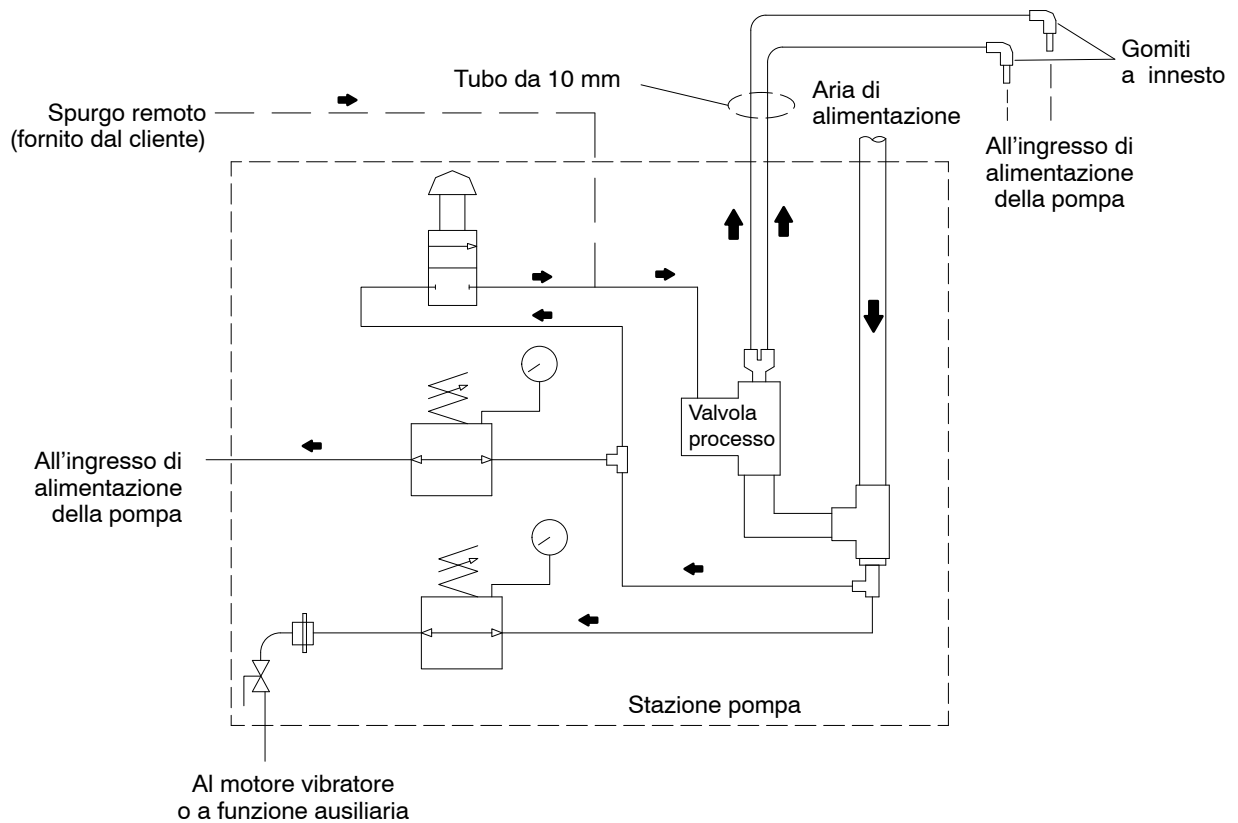 Gomiti
a innesto
Tubo da 10 mm
Aria di
alimentazione
Spurgo remoto
(fornito dal cliente)
All'ingresso di
alimentazione
della pompa
Valvola
processo
All'ingresso di
alimentazione
della pompa
Stazione pompa
Al motore vibratore
o a funzione ausiliaria